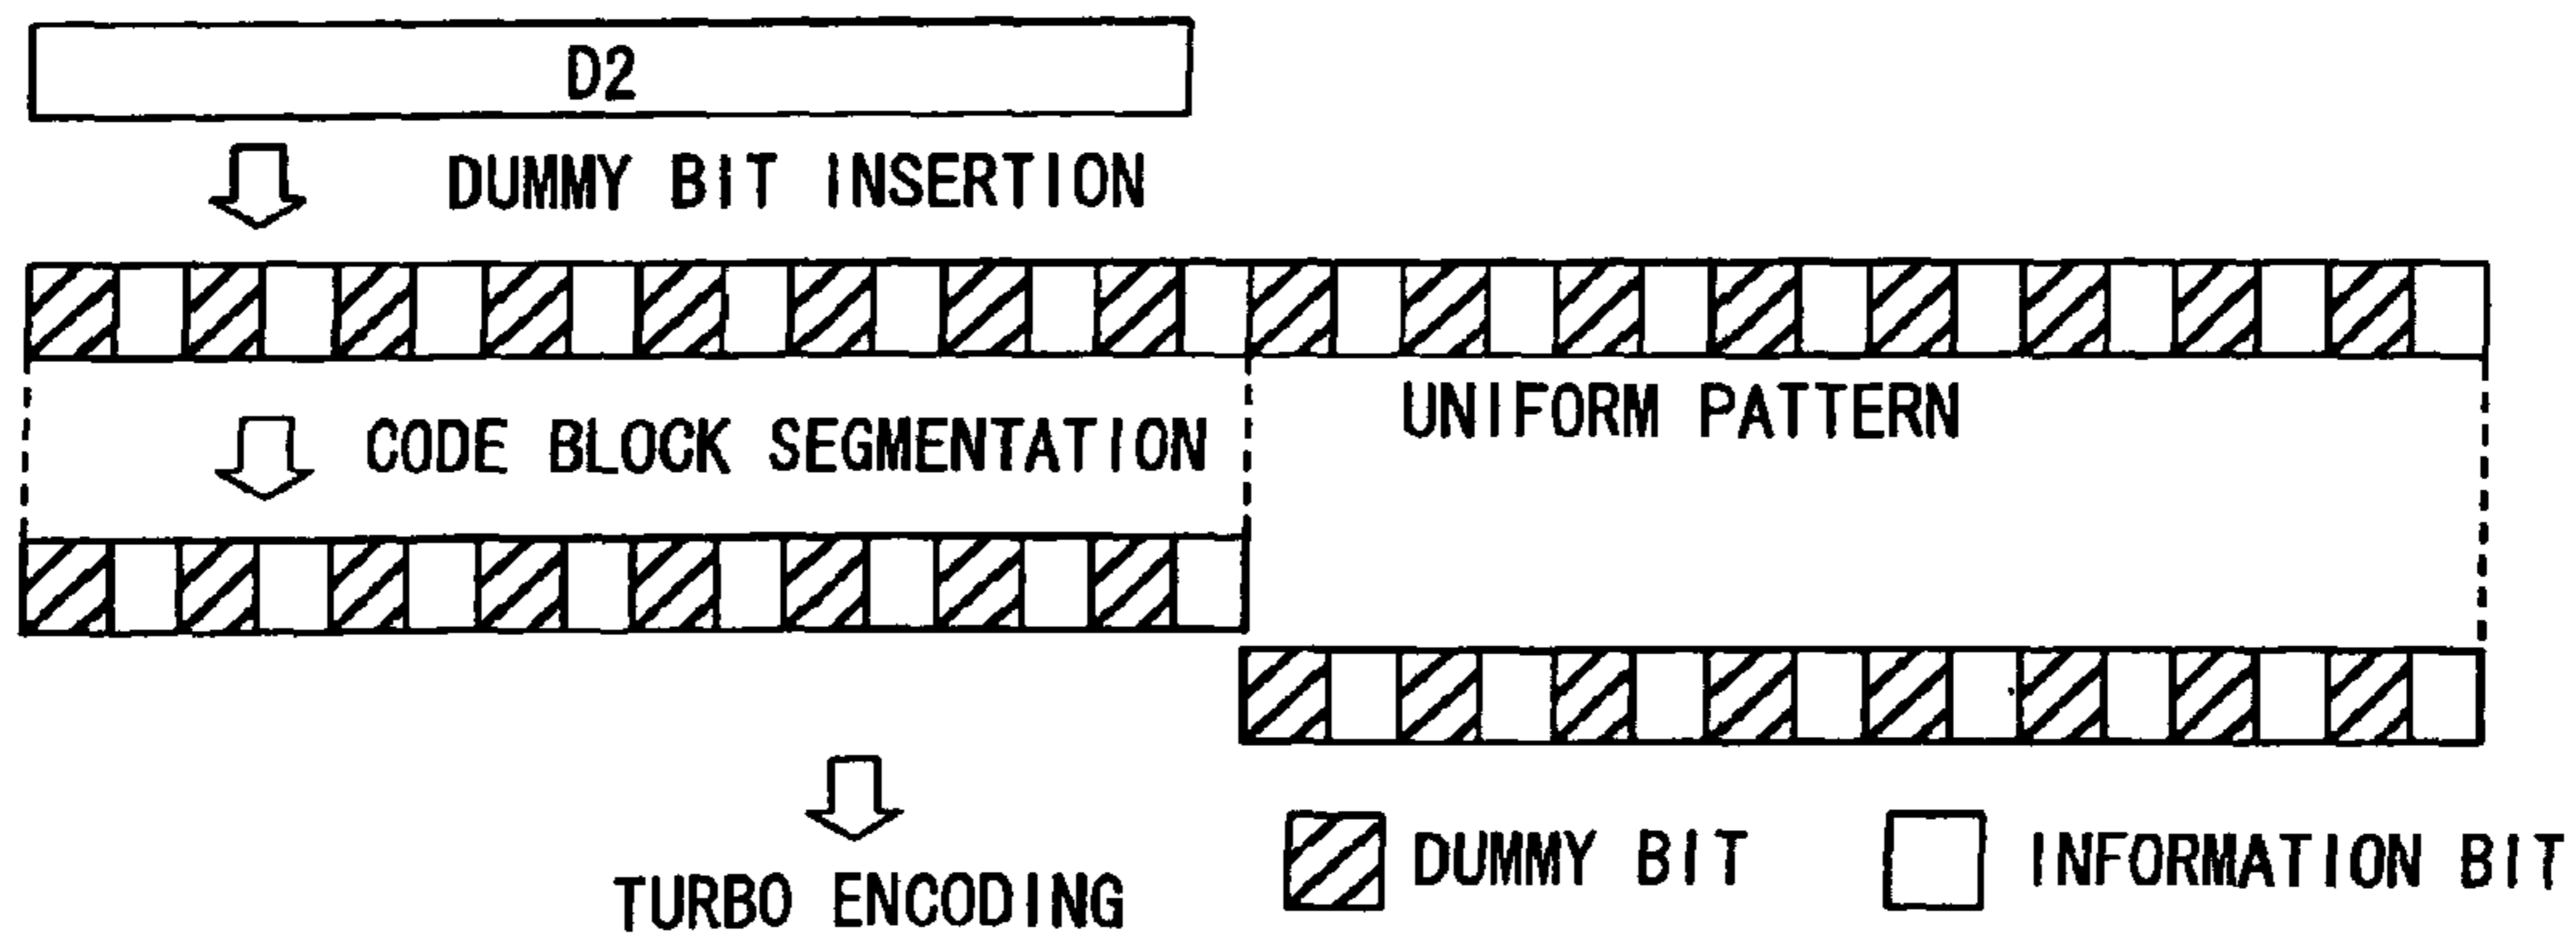 D2
DUMMY BIT INSERTION
UNIFORM PATTERN
CODE BLOCK SEGMENTATION
TURBO ENCODING
DUMMY BIT
INFORMATION BIT